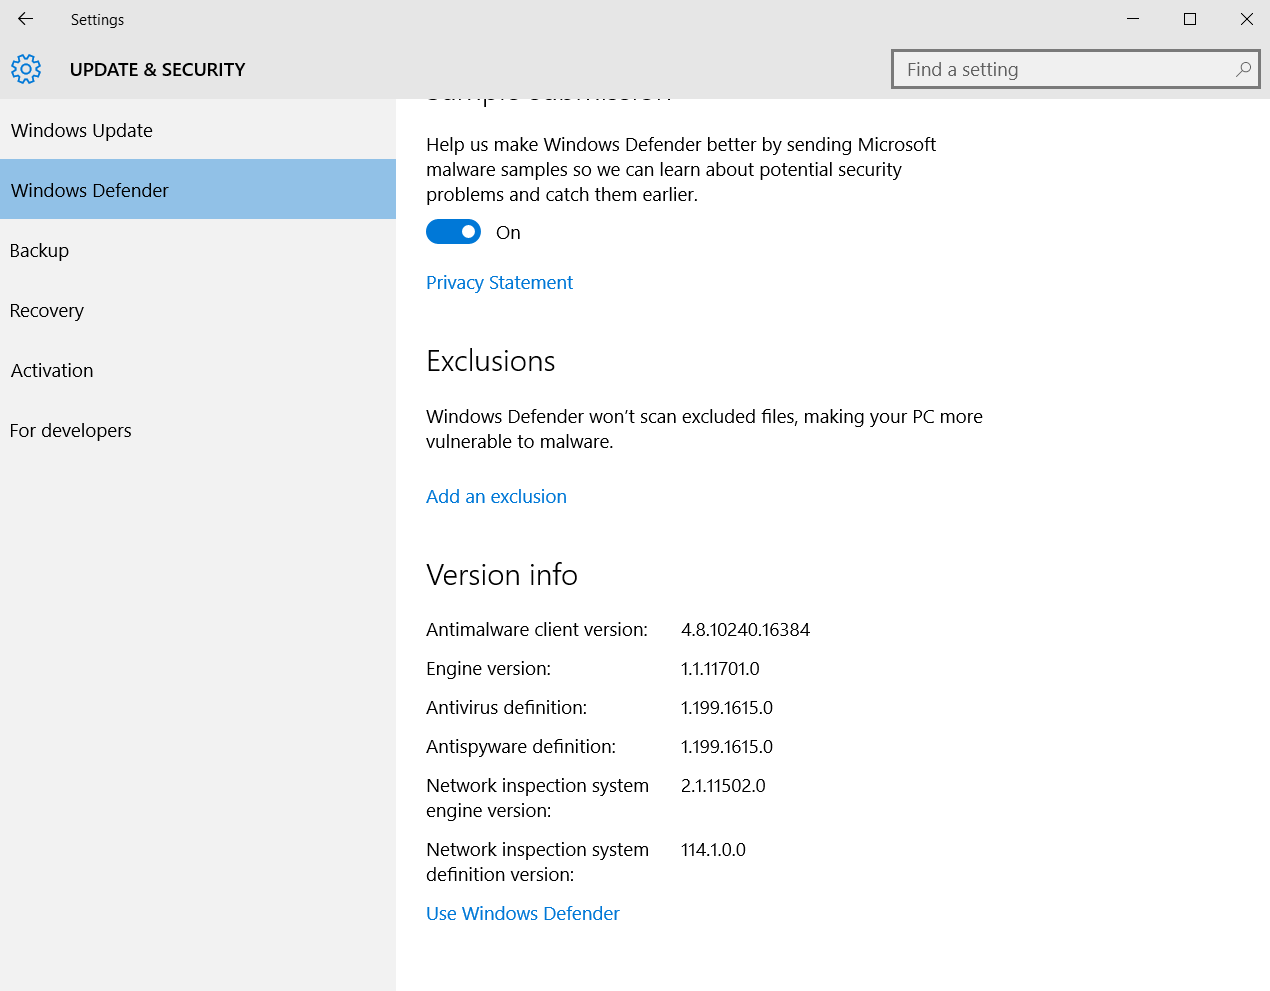 Settings
UPDATE & SECURITY
Find a setting
Windows Update
Windows Defender
Backup
Recovery
Activation
For developers
Sample submission
Help us make Windows Defender better by sending Microsoft
malware samples so we can learn about potential security
problems and catch them earlier.
On
Privacy Statement
Exclusions
Windows Defender won't scan excluded files, making your PC more
vulnerable to malware.
Add an exclusion
Version info
Antimalware client version: 4.8.10240.16384
Engine version: 1.1.11701.0
Antivirus definition: 1.199.1615.0
Antispyware definition: 1.199.1615.0
Network inspection system 2.1.11502.0
engine version:
Network inspection system 114.1.0.0
definition version:
Use Windows Defender